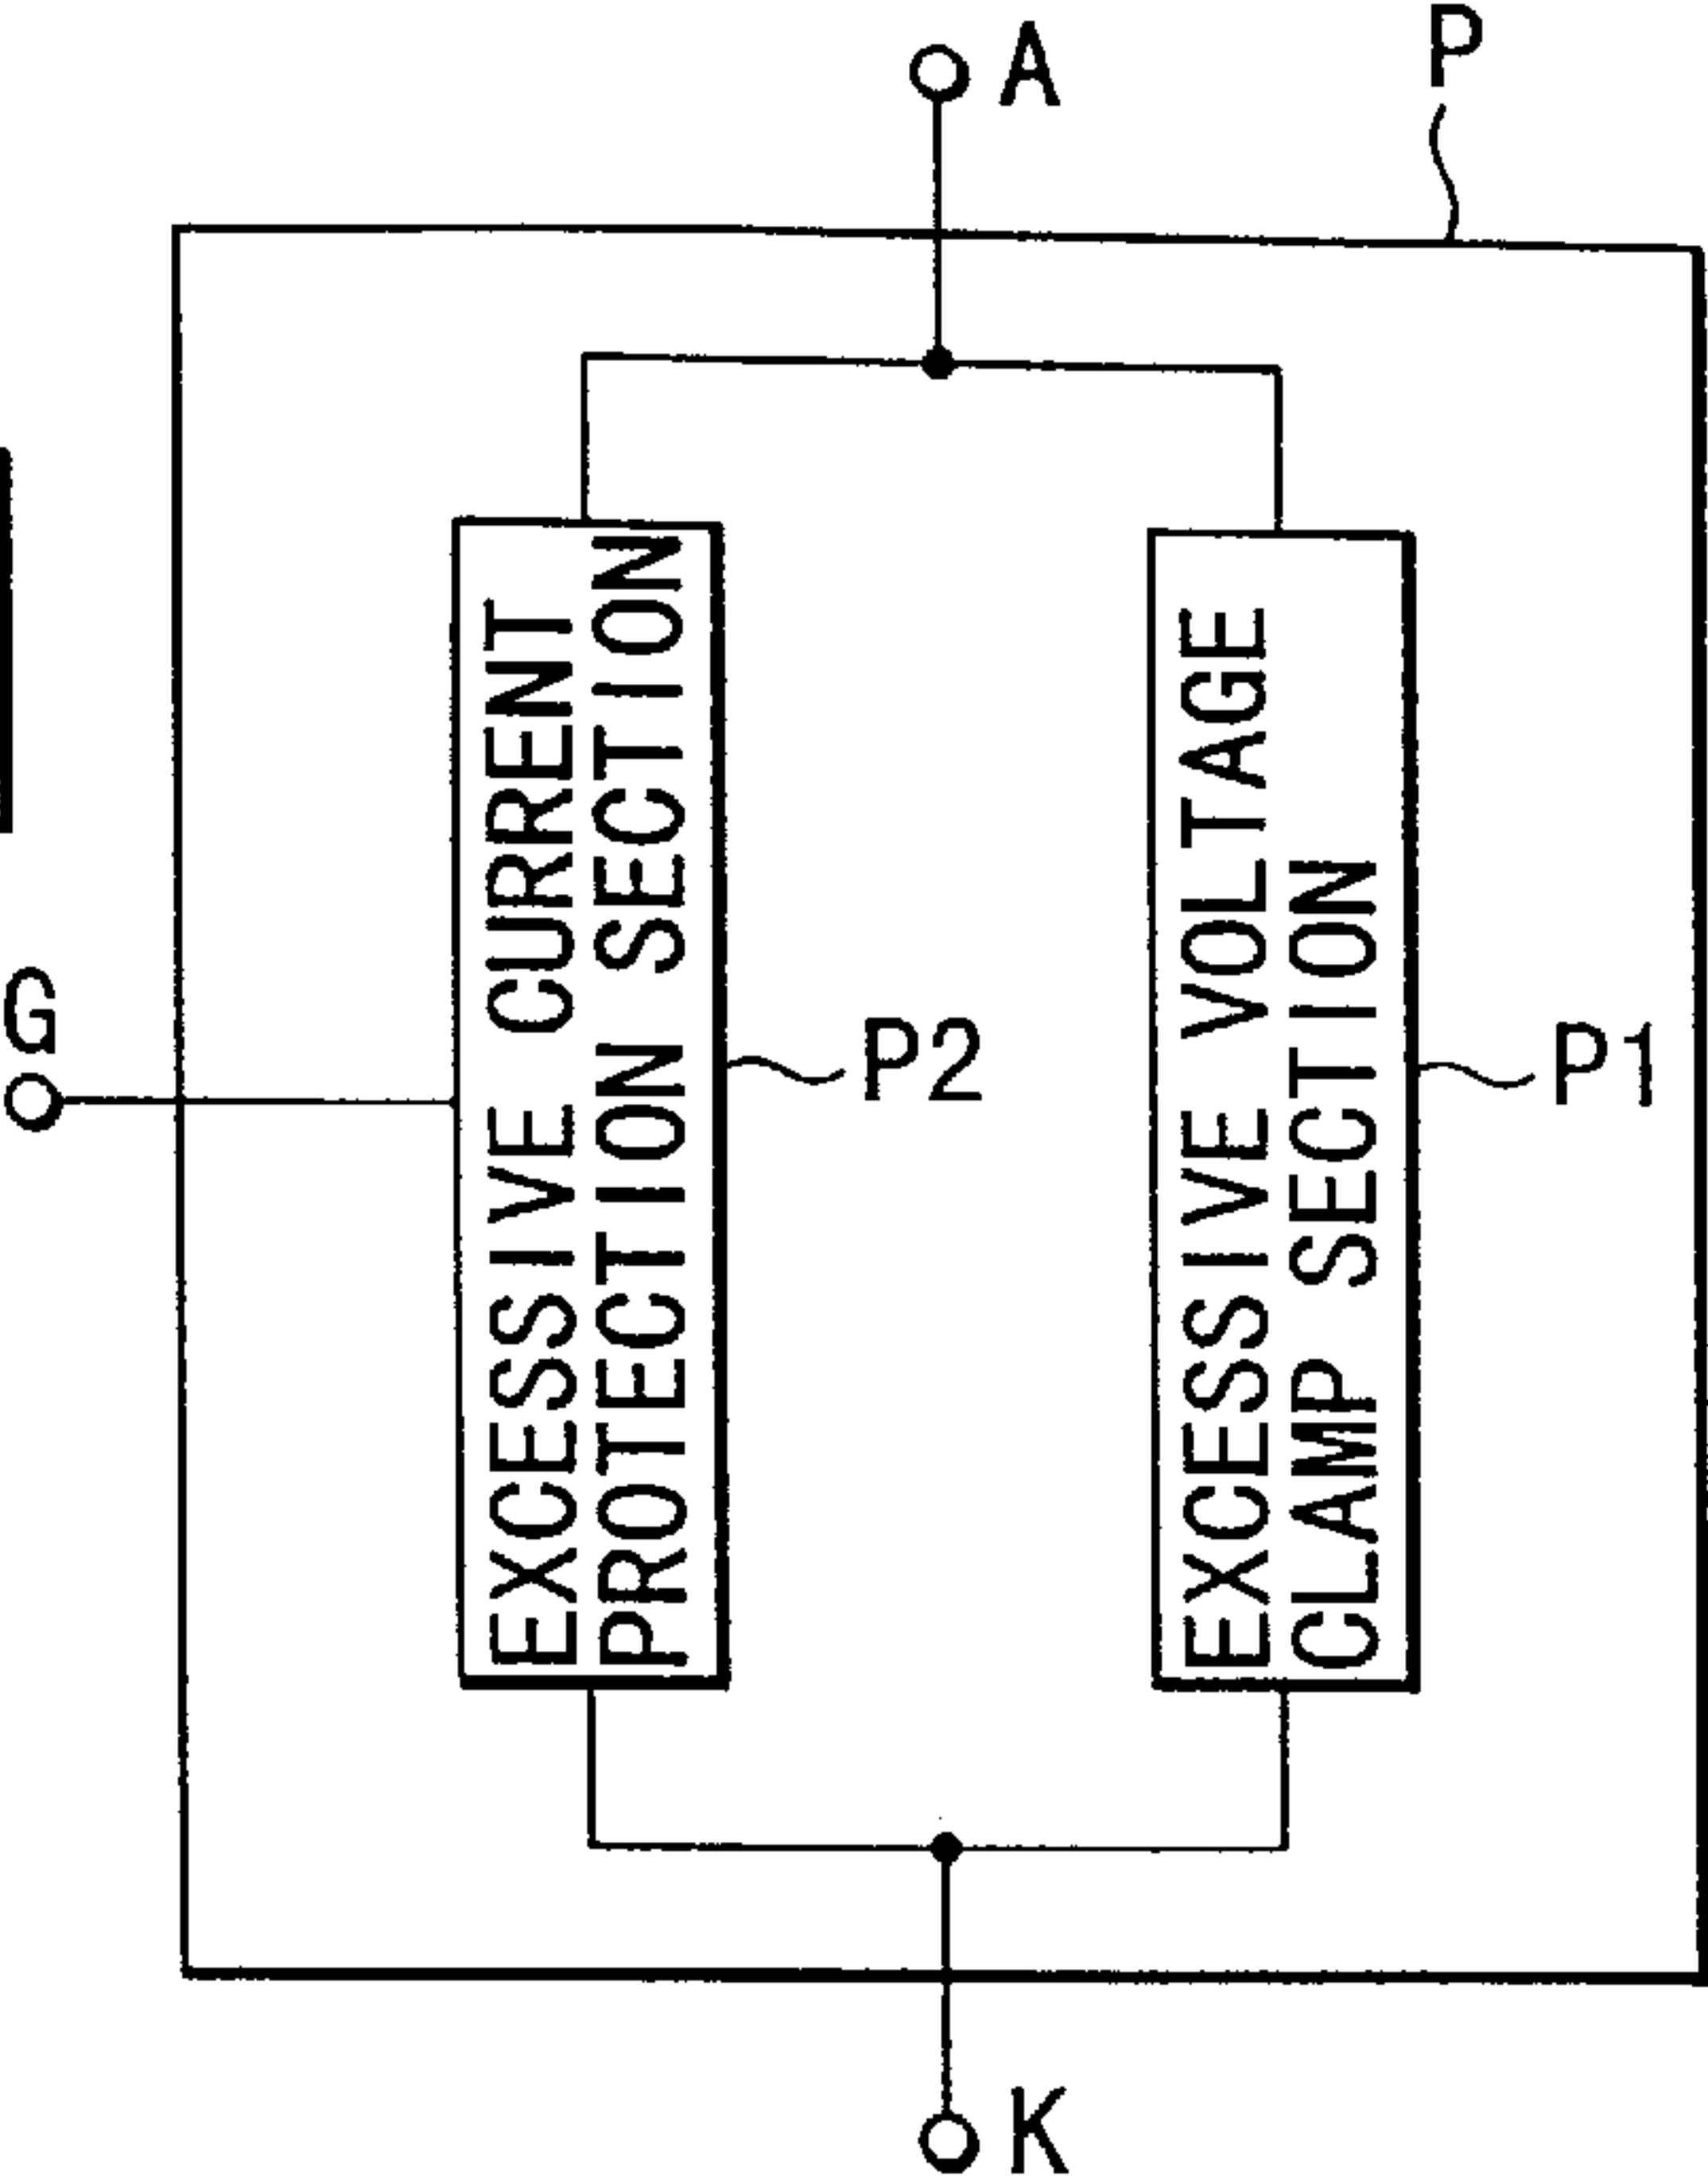 A
P
G
EXCESSIVE CURRENT
PROTECTION SECTION
P2
EXCESSIVE VOLTAGE
CLAMP SECTION
P1
K